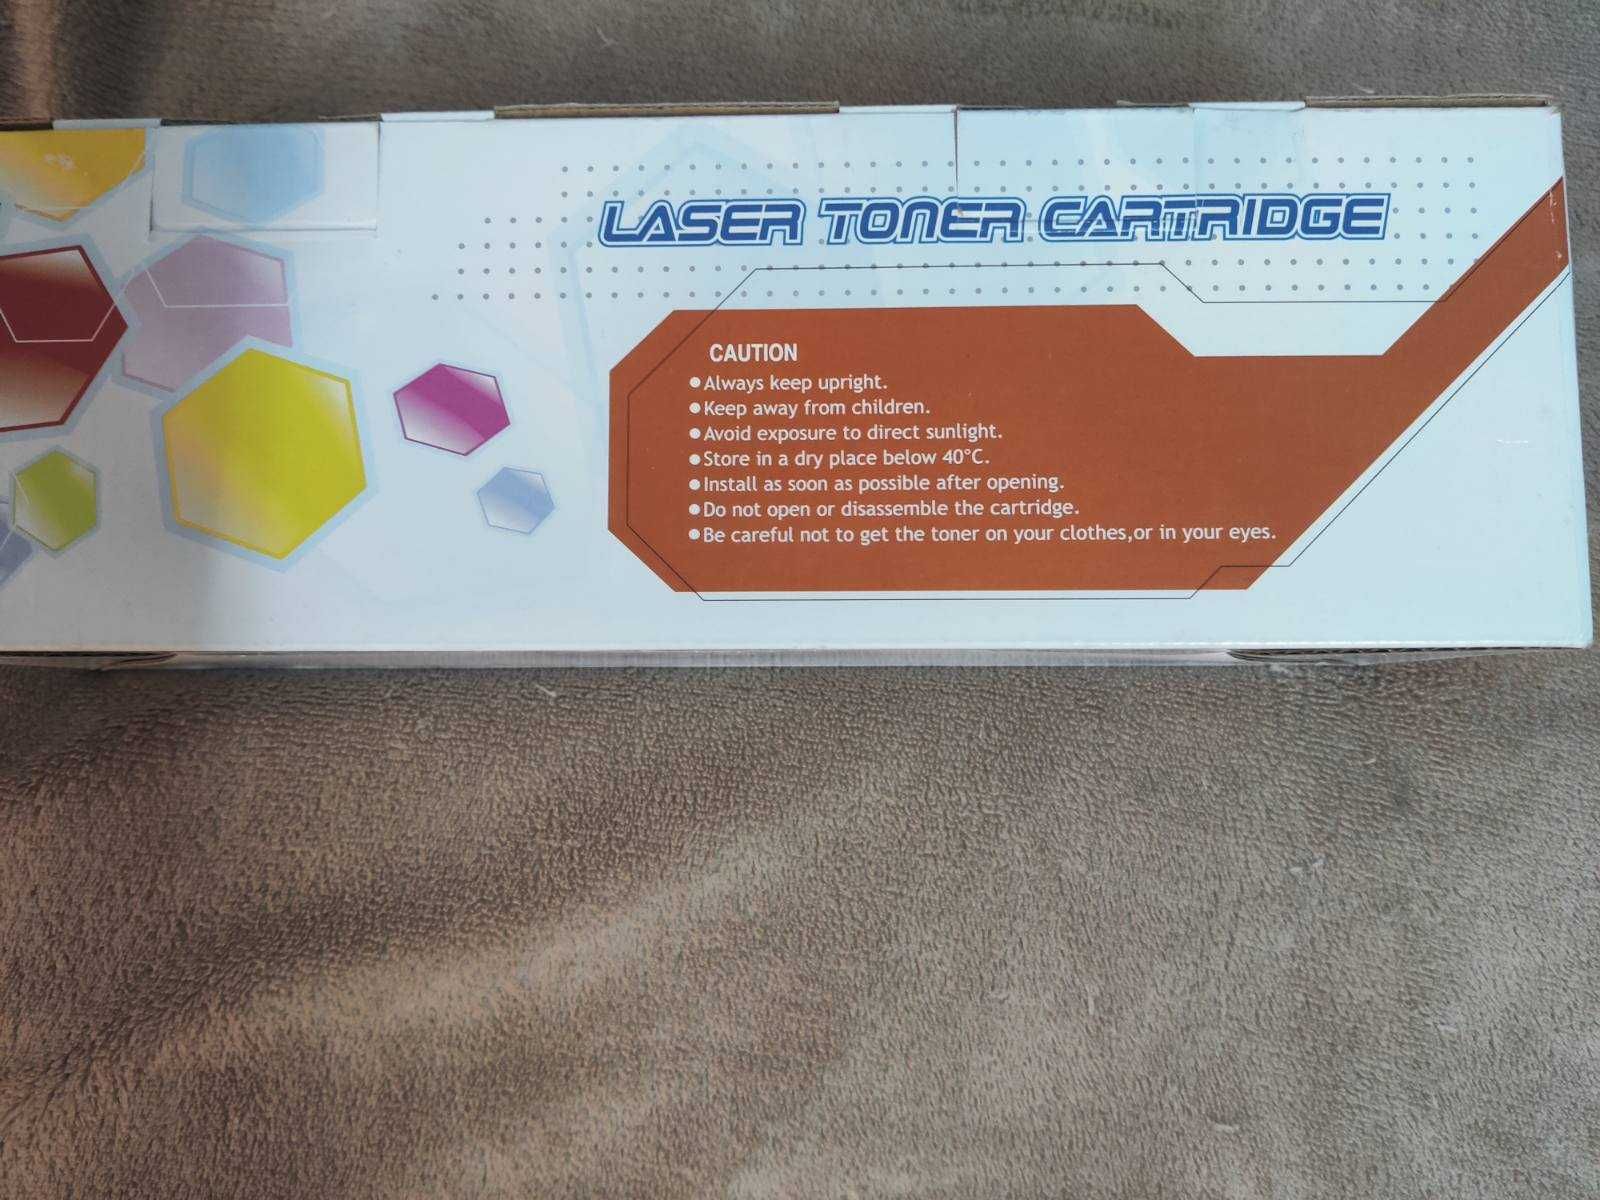 LASER TONER CARTRIDGE
CAUTION
●Always keep upright.
●Keep away from children.
●Avoid exposure to direct sunlight.
●Store in a dry place below 40°C.
●Install as soon as possible after opening.
●Do not open or disassemble the cartridge.
●Be careful not to get the toner on your clothes,or in your eyes.